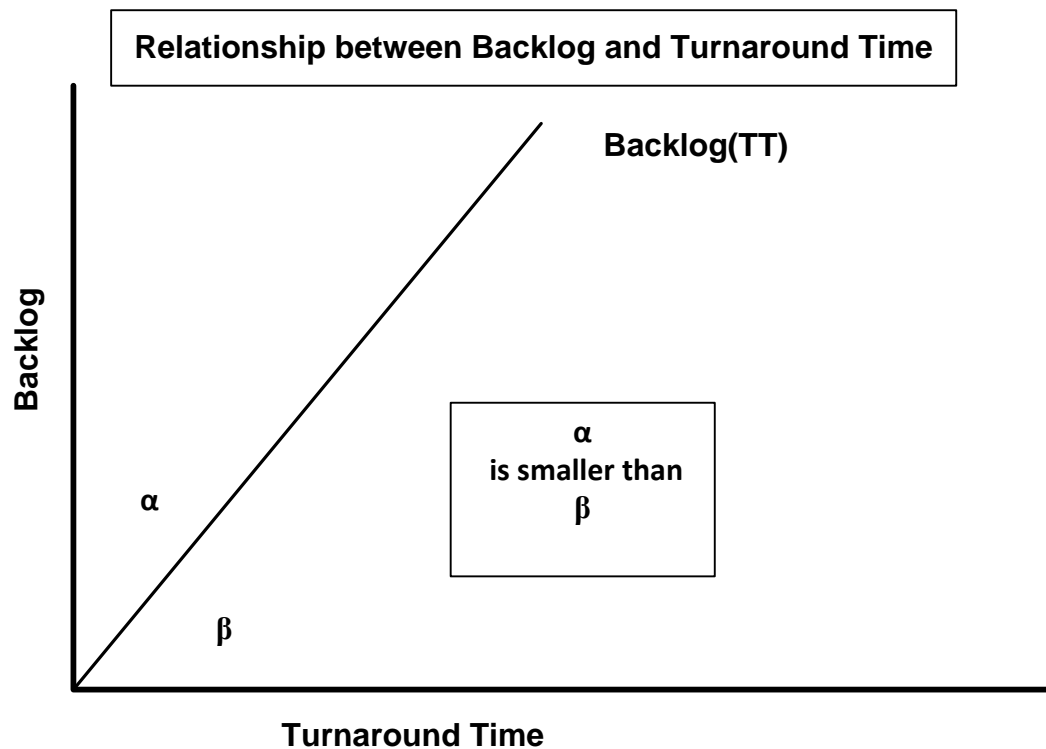 Relationship between Backlog and Turnaround Time
Backlog(TT)
Backlog
α
is smaller than
β
α
β
Turnaround Time